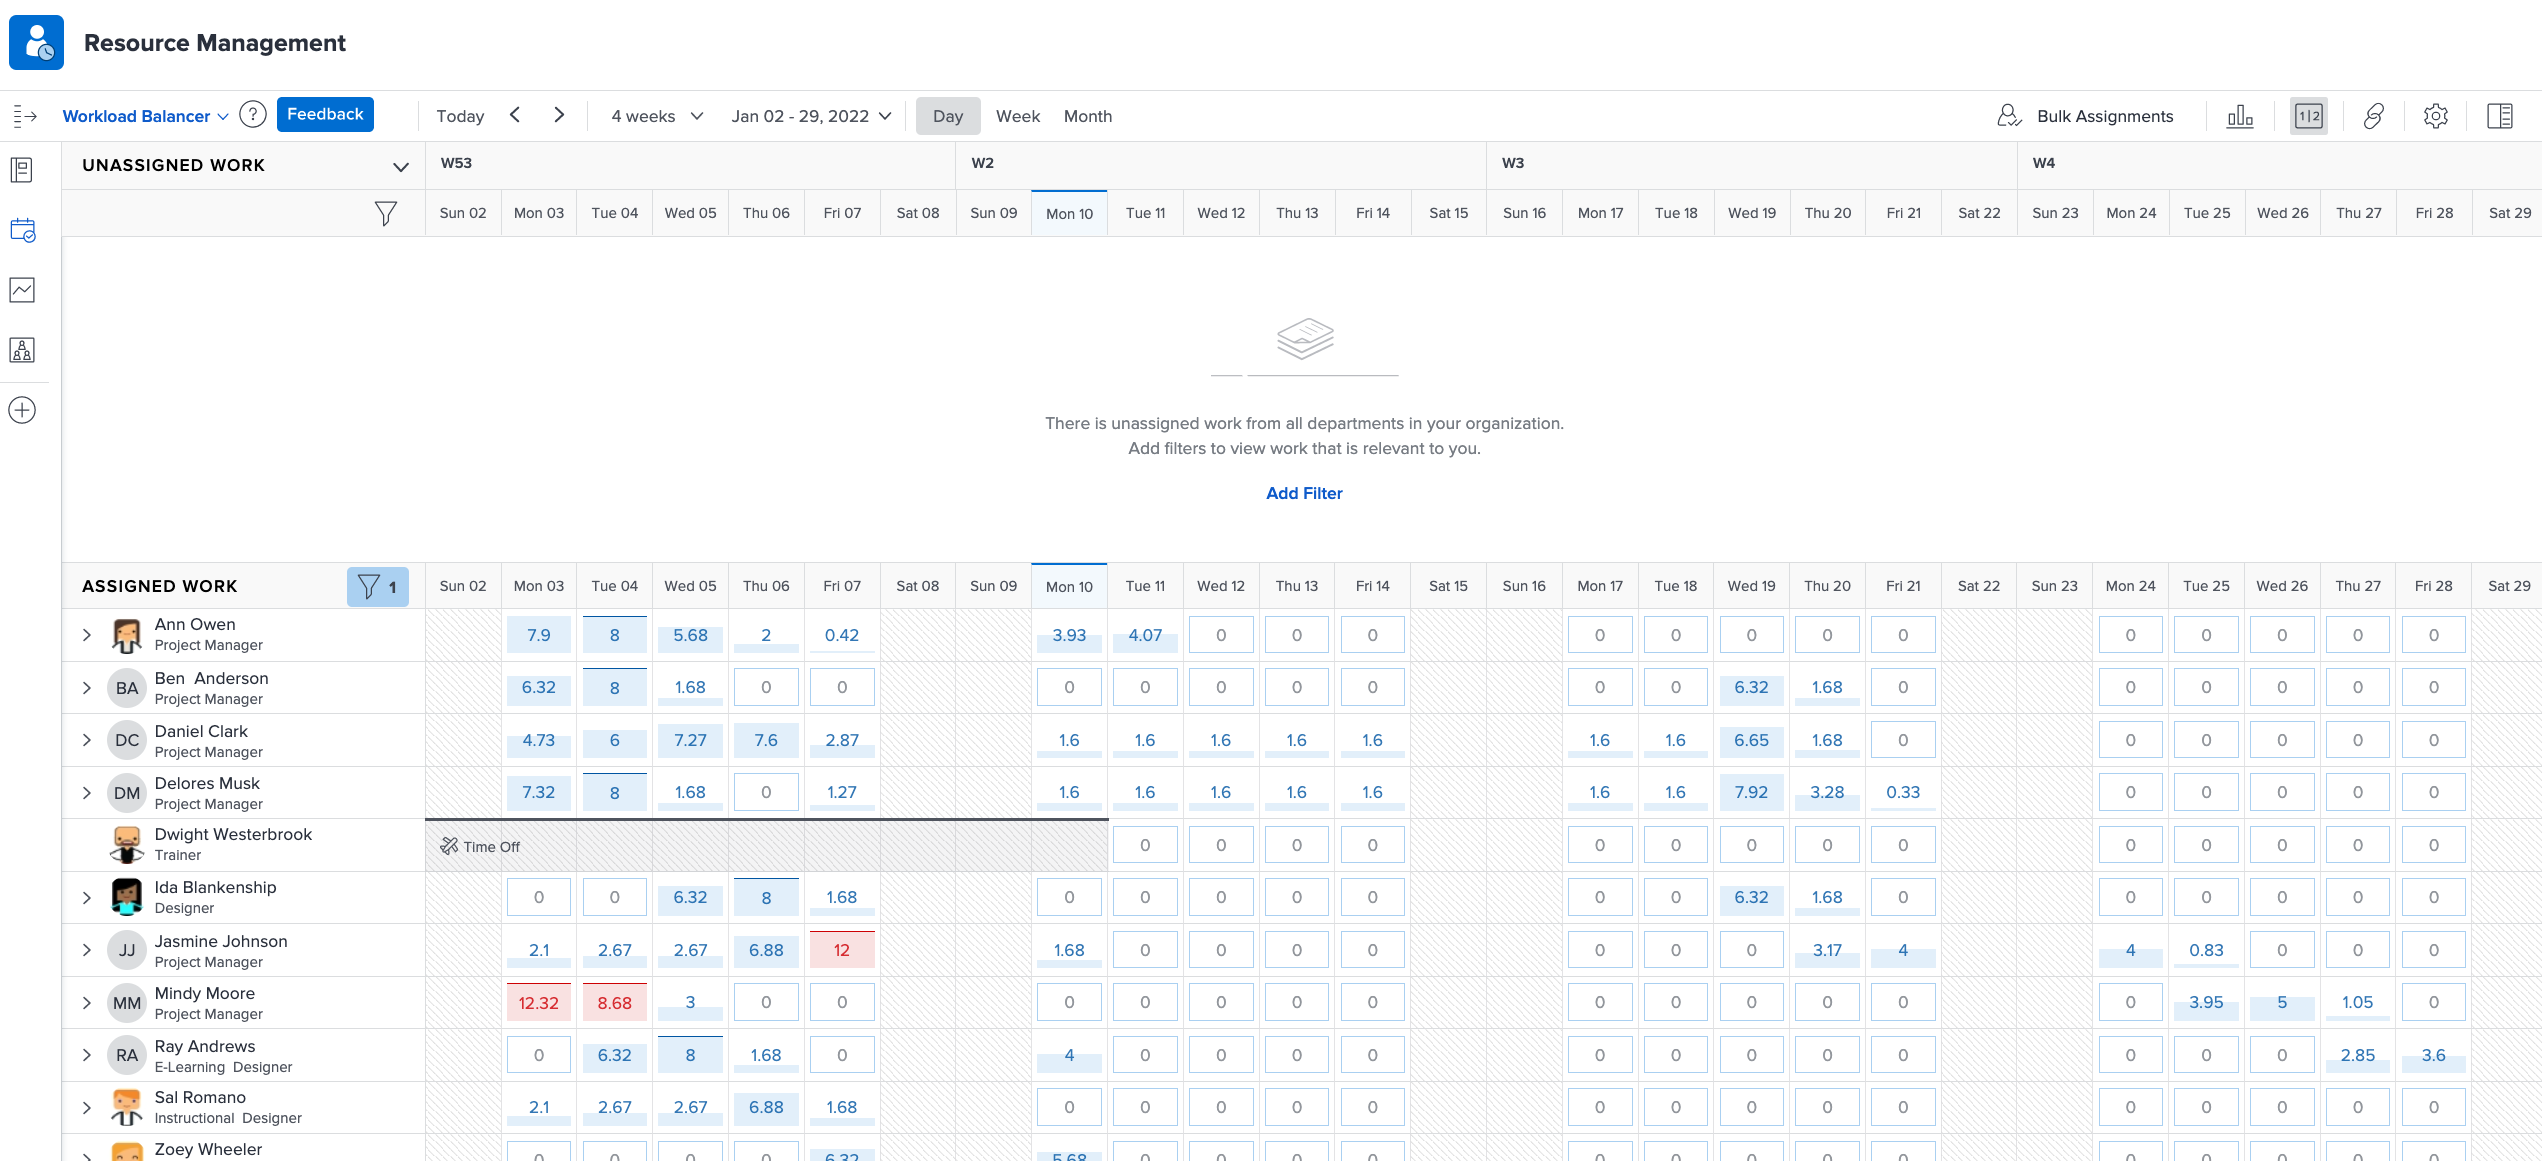 Resource Management
Workload Balancer ? Feedback Today 4 weeks Jan 02 - 29, 2022 Day Week Month Bulk Assignments 1|2
UNASSIGNED WORK W53 W2 W3 W4
Sun 02 Mon 03 Tue 04 Wed 05 Thu 06 Fri 07 Sat 08 Sun 09 Mon 10 Tue 11 Wed 12 Thu 13 Fri 14 Sat 15 Sun 16 Mon 17 Tue 18 Wed 19 Thu 20 Fri 21 Sat 22 Sun 23 Mon 24 Tue 25 Wed 26 Thu 27 Fri 28 Sat 29
There is unassigned work from all departments in your organization.
Add filters to view work that is relevant to you.
Add Filter
ASSIGNED WORK 1 Sun 02 Mon 03 Tue 04 Wed 05 Thu 06 Fri 07 Sat 08 Sun 09 Mon 10 Tue 11 Wed 12 Thu 13 Fri 14 Sat 15 Sun 16 Mon 17 Tue 18 Wed 19 Thu 20 Fri 21 Sat 22 Sun 23 Mon 24 Tue 25 Wed 26 Thu 27 Fri 28 Sat 29
Ann Owen
Project Manager
7.9 8 5.68 2 0.42 3.93 4.07 0 0 0 0 0 0 0 0 0 0 0 0 0
BA Ben Anderson
Project Manager
6.32 8 1.68 0 0 0 0 0 0 0 0 0 6.32 1.68 0 0 0 0 0 0
DC Daniel Clark
Project Manager
4.73 6 7.27 7.6 2.87 1.6 1.6 1.6 1.6 1.6 1.6 1.6 6.65 1.68 0 0 0 0 0 0
DM Delores Musk
Project Manager
7.32 8 1.68 0 1.27 1.6 1.6 1.6 1.6 1.6 1.6 1.6 7.92 3.28 0.33 0 0 0 0 0
Dwight Westerbrook
Trainer
Time Off 0 0 0 0 0 0 0 0 0 0 0 0 0 0
Ida Blankenship
Designer
0 0 6.32 8 1.68 0 0 0 0 0 0 0 6.32 1.68 0 0 0 0 0 0
JJ Jasmine Johnson
Project Manager
2.1 2.67 2.67 6.88 12 1.68 0 0 0 0 0 0 0 3.17 4 4 0.83 0 0 0
MM Mindy Moore
Project Manager
12.32 8.68 3 0 0 0 0 0 0 0 0 0 0 0 0 0 3.95 5 1.05 0
RA Ray Andrews
E-Learning Designer
0 6.32 8 1.68 0 4 0 0 0 0 0 0 0 0 0 0 0 0 2.85 3.6
Sal Romano
Instructional Designer
2.1 2.67 2.67 6.88 1.68 0 0 0 0 0 0 0 0 0 0 0 0 0 0 0
Zoey Wheeler
0 0 0 0 6.32 5.68 0 0 0 0 0 0 0 0 0 0 0 0 0 0